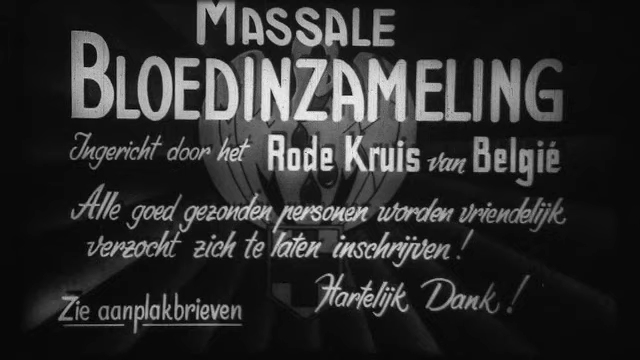 MASSALE
BLOEDINZAMELING
Ingericht door het Rode Kruis van België
Alle goed gezonden personen worden vriendelijk
verzocht zich te laten inschrijven!
Hartelijk Dank!
Zie aanplakbrieven